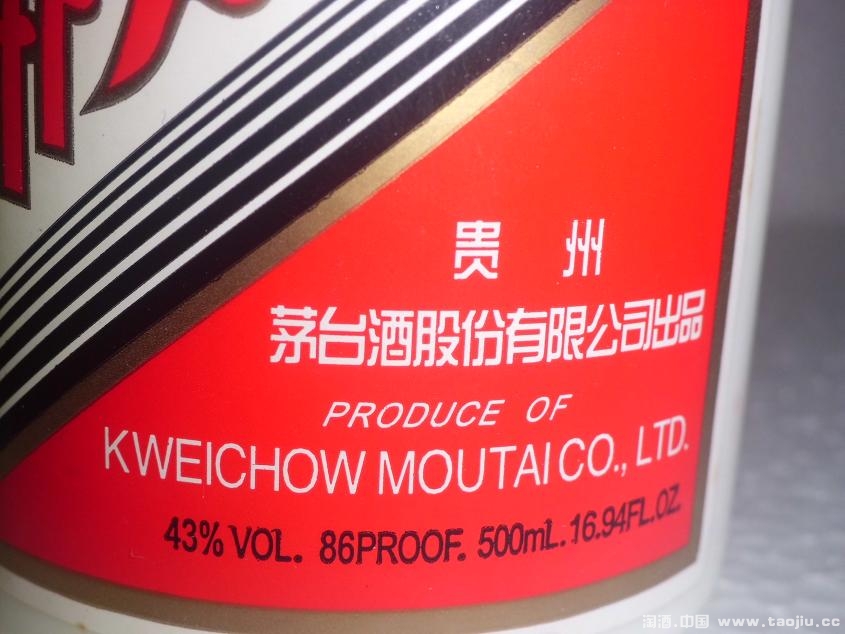 贵州
茅台酒股份有限公司出品
PRODUCE OF
KWEICHOW MOUTAI CO., LTD.
43% VOL. 86PROOF. 500mL. 16.94FL.OZ.
淘酒.中国 www.taojiu.cc